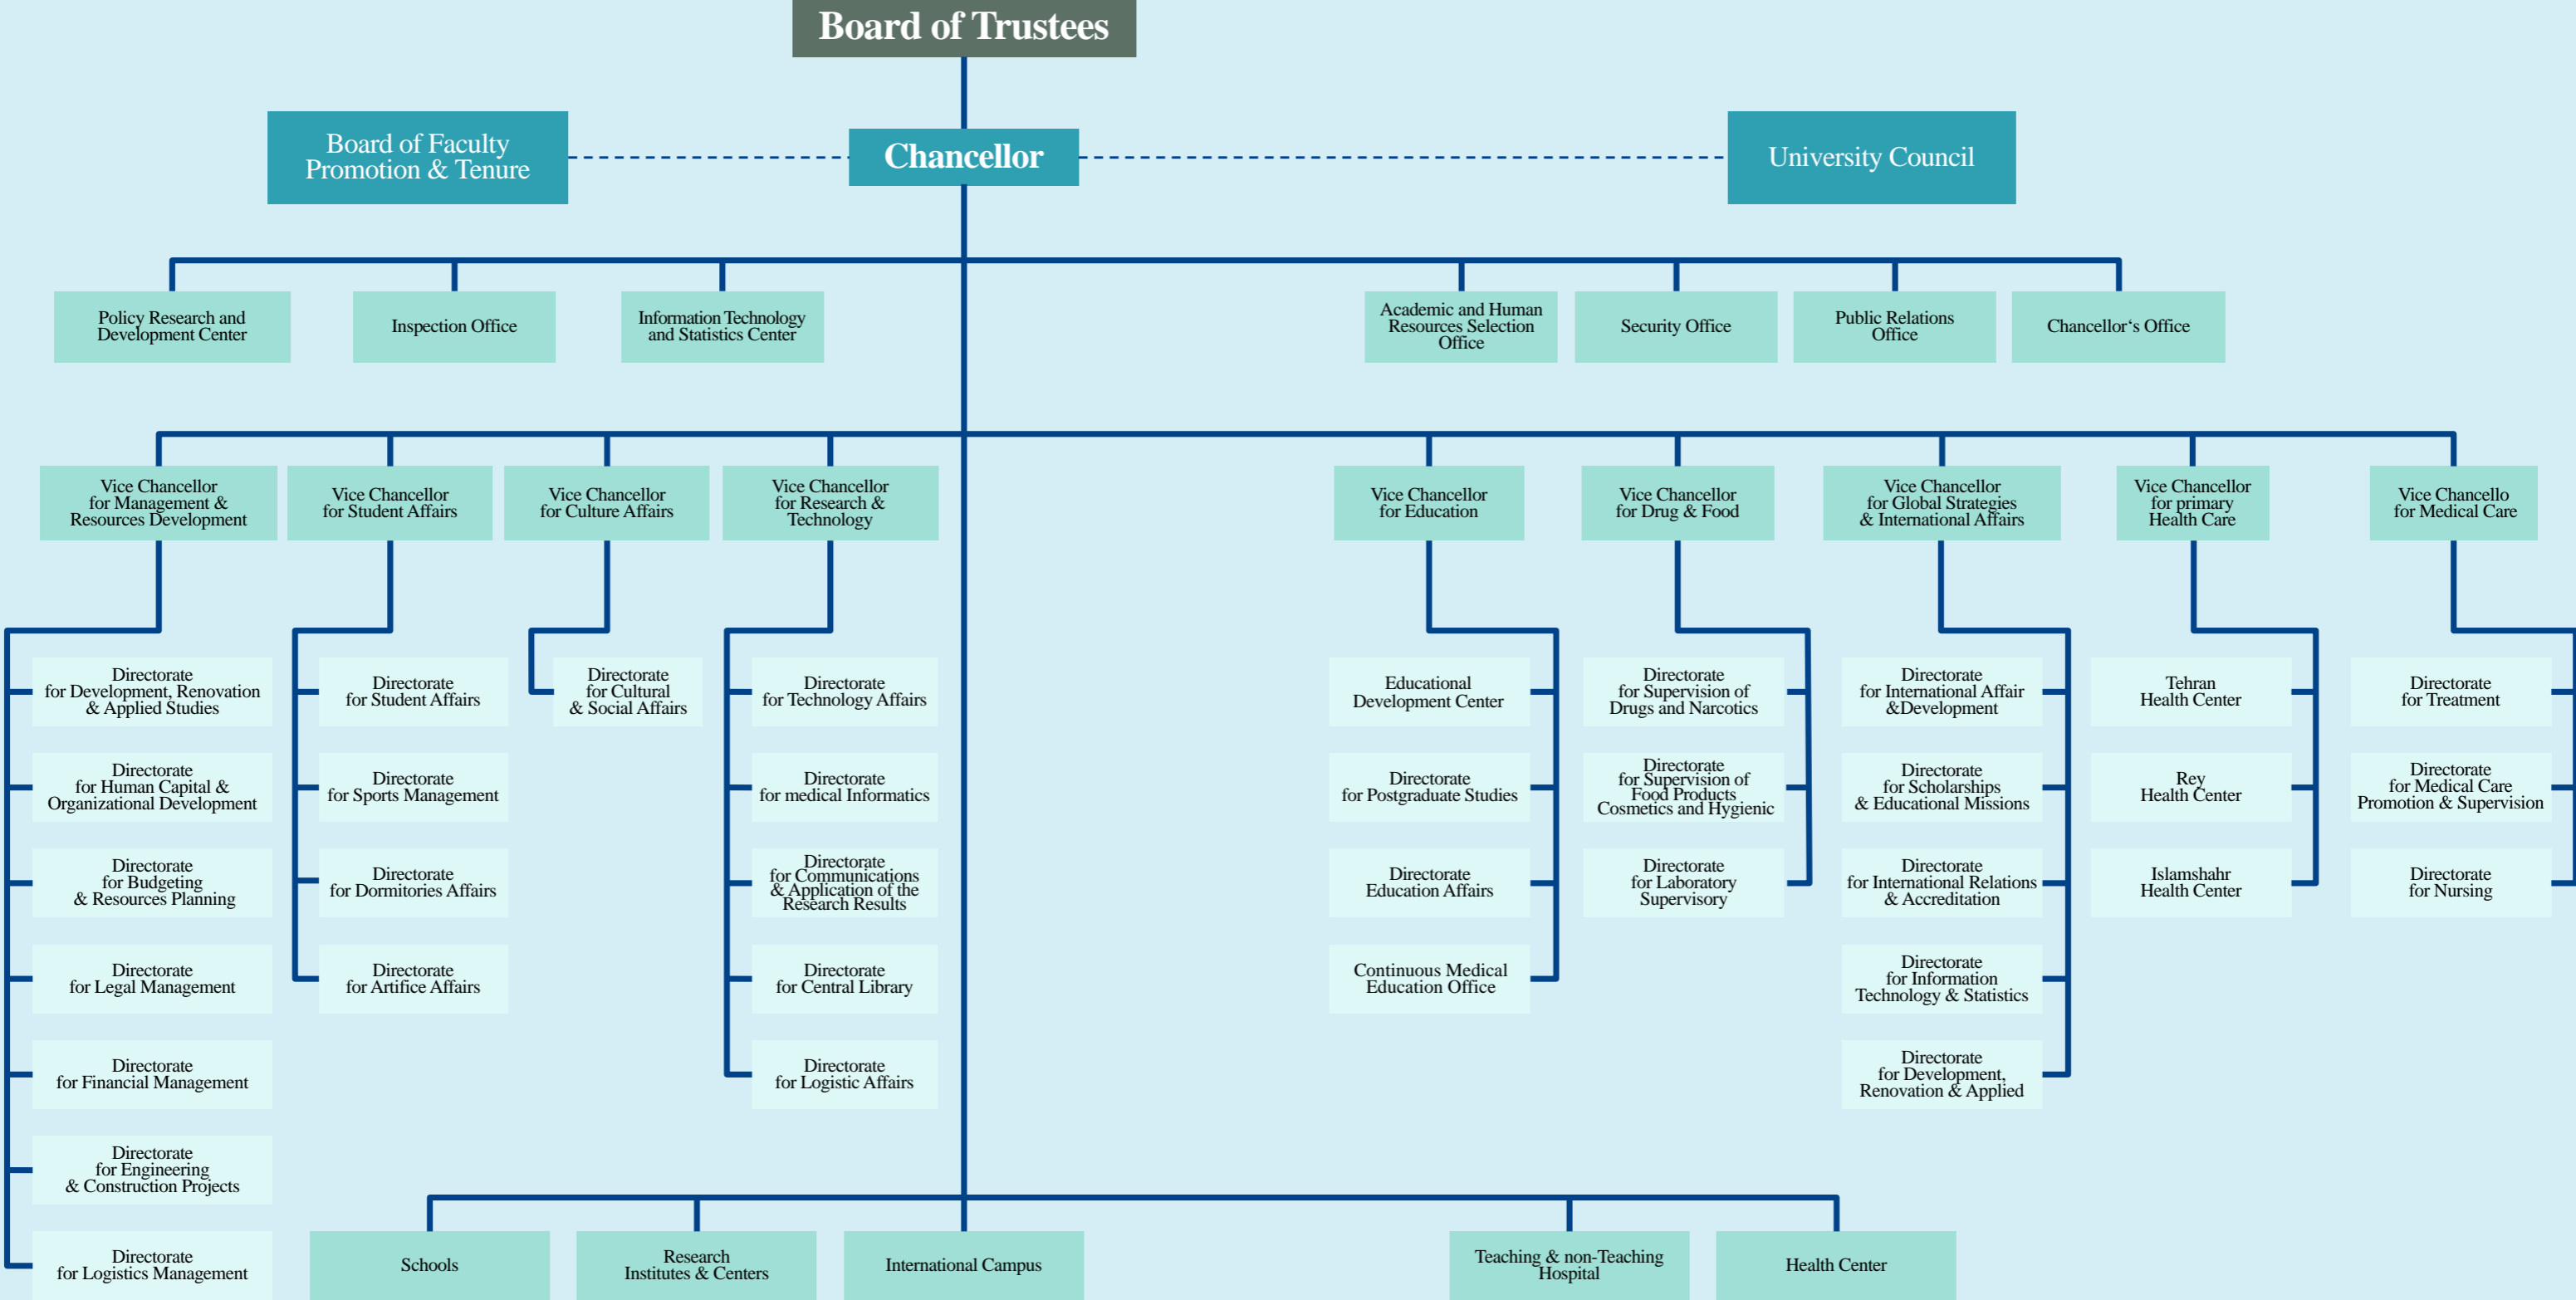 Board of Trustees
Board of Faculty
Promotion & Tenure
Chancellor
University Council
Policy Research and
Development Center
Inspection Office
Information Technology
and Statistics Center
Academic and Human
Resources Selection
Office
Security Office
Public Relations
Office
Chancellor‘s Office
Vice Chancellor
for Management &
Resources Development
Vice Chancellor
for Student Affairs
Vice Chancellor
for Culture Affairs
Vice Chancellor
for Research &
Technology
Vice Chancellor
for Education
Vice Chancellor
for Drug & Food
Vice Chancellor
for Global Strategies
& International Affairs
Vice Chancellor
for primary
Health Care
Vice Chancello
for Medical Care
Directorate
for Development, Renovation
& Applied Studies
Directorate
for Human Capital &
Organizational Development
Directorate
for Budgeting
& Resources Planning
Directorate
for Legal Management
Directorate
for Financial Management
Directorate
for Engineering
& Construction Projects
Directorate
for Logistics Management
Directorate
for Student Affairs
Directorate
for Sports Management
Directorate
for Dormitories Affairs
Directorate
for Artifice Affairs
Directorate
for Cultural
& Social Affairs
Directorate
for Technology Affairs
Directorate
for medical Informatics
Directorate
for Communications
& Application of the
Research Results
Directorate
for Central Library
Directorate
for Logistic Affairs
Educational
Development Center
Directorate
for Postgraduate Studies
Directorate
Education Affairs
Continuous Medical
Education Office
Directorate
for Supervision of
Drugs and Narcotics
Directorate
for Supervision of
Food Products
Cosmetics and Hygienic
Directorate
for Laboratory
Supervisory
Directorate
for International Affair
&Development
Directorate
for Scholarships
& Educational Missions
Directorate
for International Relations
& Accreditation
Directorate
for Information
Technology & Statistics
Directorate
for Development,
Renovation & Applied
Tehran
Health Center
Rey
Health Center
Islamshahr
Health Center
Directorate
for Treatment
Directorate
for Medical Care
Promotion & Supervision
Directorate
for Nursing
Schools
Research
Institutes & Centers
International Campus
Teaching & non-Teaching
Hospital
Health Center